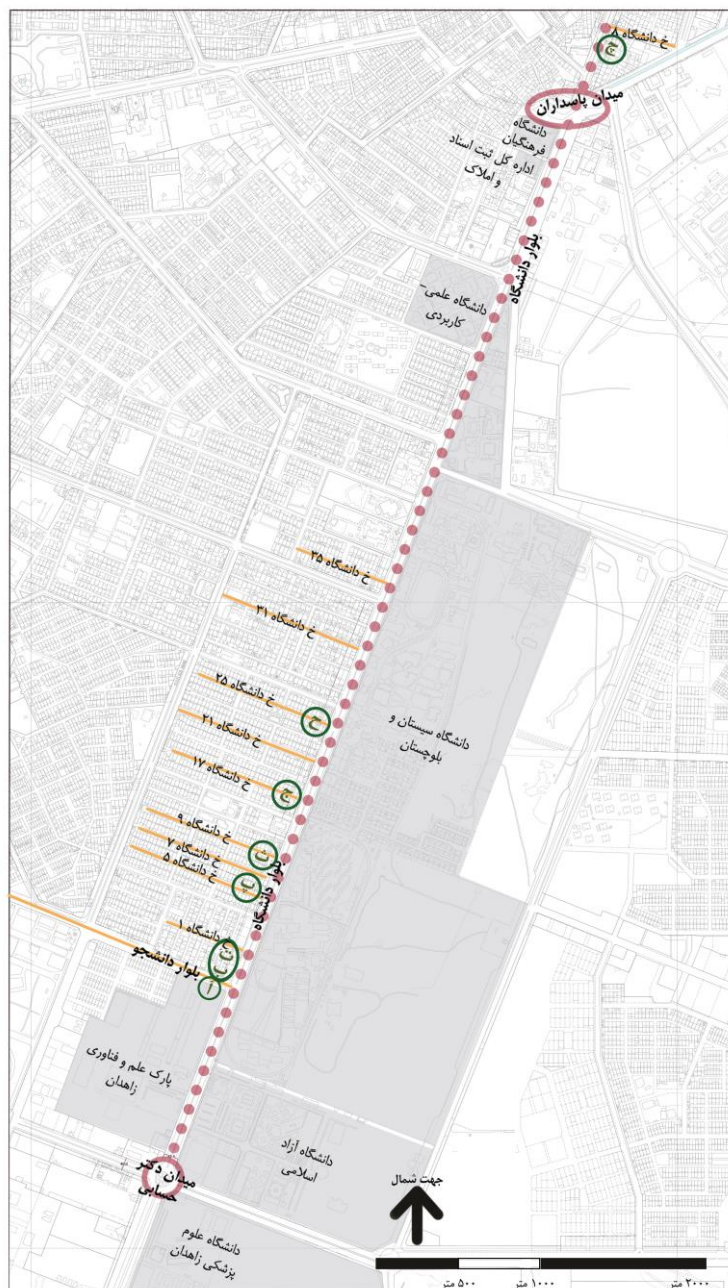 خ دانشگاه ۸
چ
میدان پاسداران
دانشگاه
فرهنگیان
اداره کل ثبت اسناد
و املاک
بلوار دانشگاه
دانشگاه علمی-
کاربردی
خ دانشگاه ۳۵
خ دانشگاه ۳۱
خ دانشگاه ۲۵
ح
خ دانشگاه ۲۱
دانشگاه سیستان و
بلوچستان
خ دانشگاه ۱۷
ج
خ دانشگاه ۹
ث
خ دانشگاه ۷
خ دانشگاه ۵
پ
بلوار دانشگاه
خ دانشگاه ۱
ت
ب
بلوار دانشجو
أ
پارک علم و فناوری
زاهدان
دانشگاه آزاد
اسلامی
میدان دکتر
حسابی
جهت شمال
دانشگاه علوم
پزشکی زاهدان
۵۰۰ متر
۱۰۰۰ متر
۲۰۰۰ متر